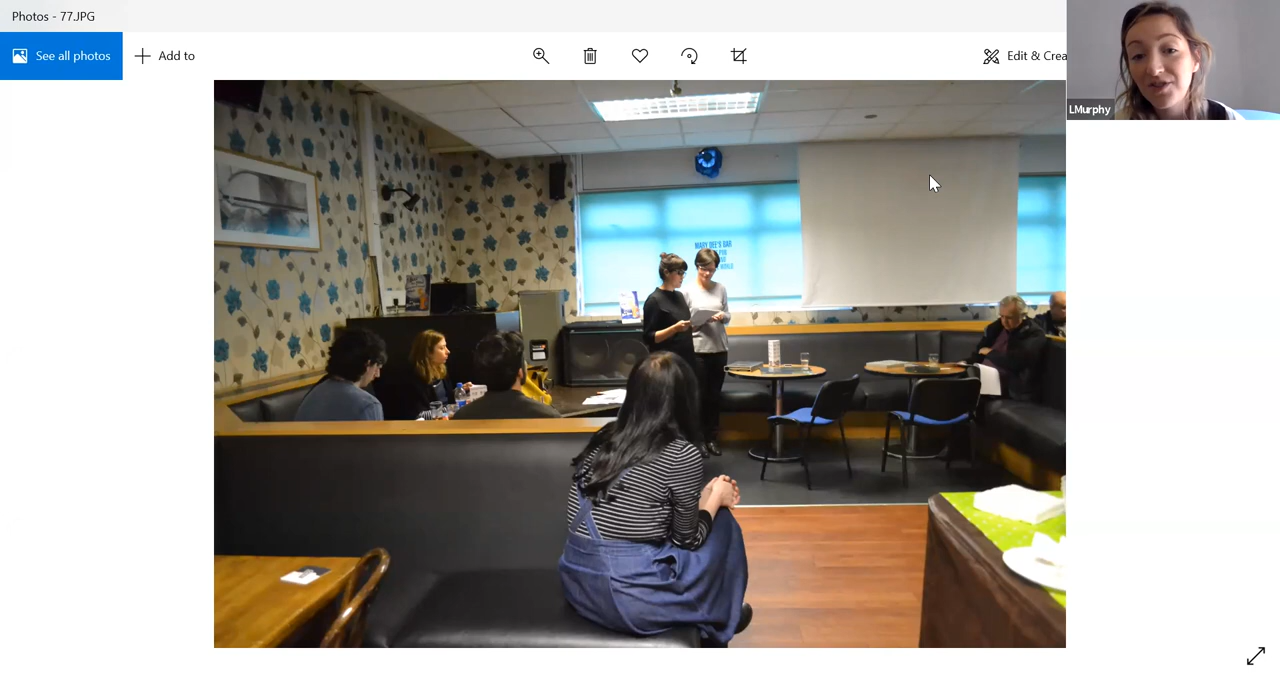 Photos - 77.JPG
See all photos
Add to
Edit & Crea
LMurphy
MARY DEE'S BAR